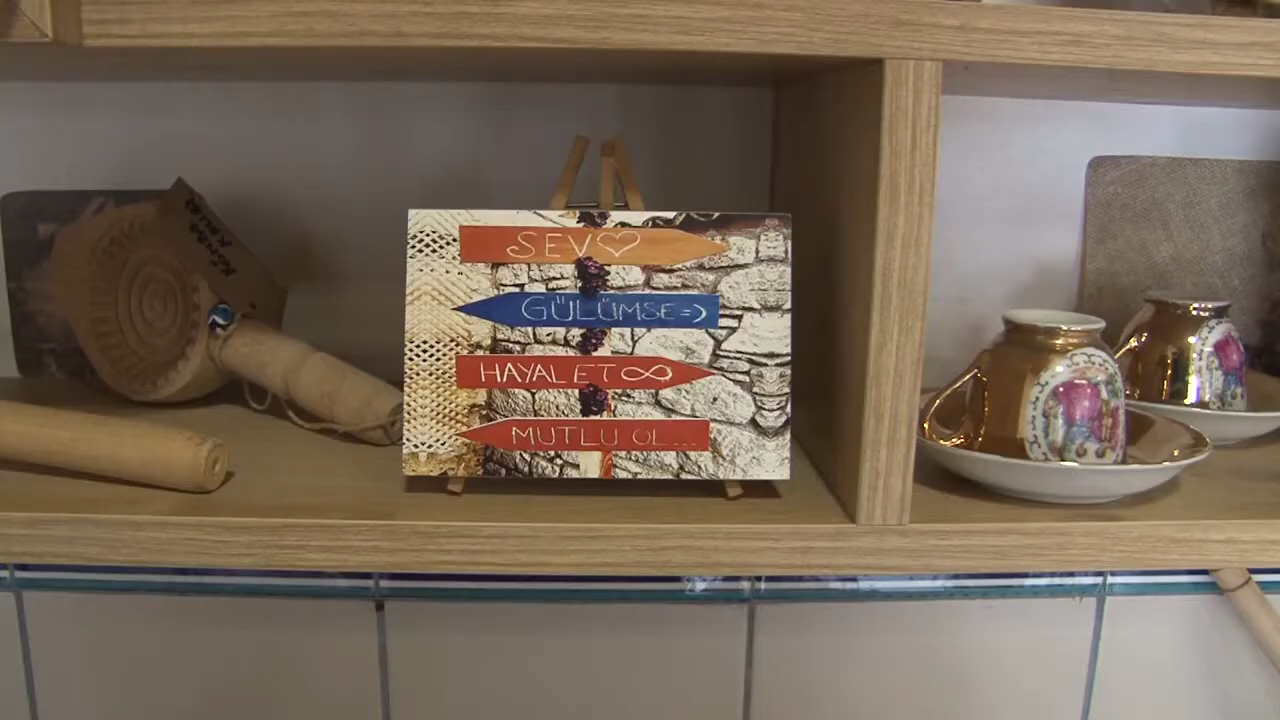 SEV♡
GÜLÜMSE =)
HAYAL ET ∞
MUTLU OL...